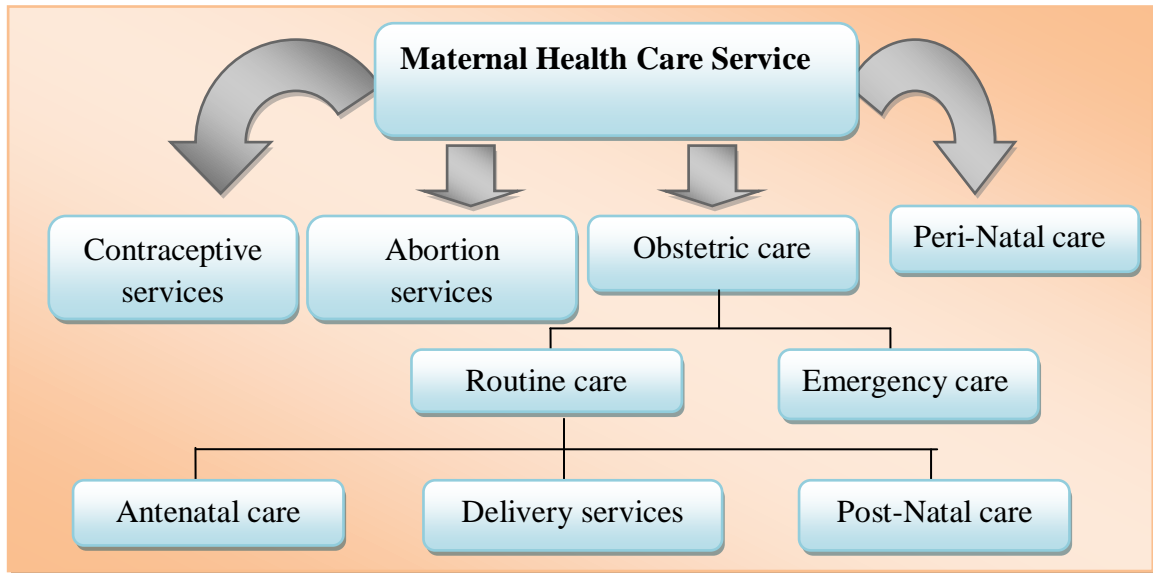 Maternal Health Care Service
Contraceptive
services
Abortion
services
Obstetric care
Peri-Natal care
Routine care
Emergency care
Antenatal care
Delivery services
Post-Natal care